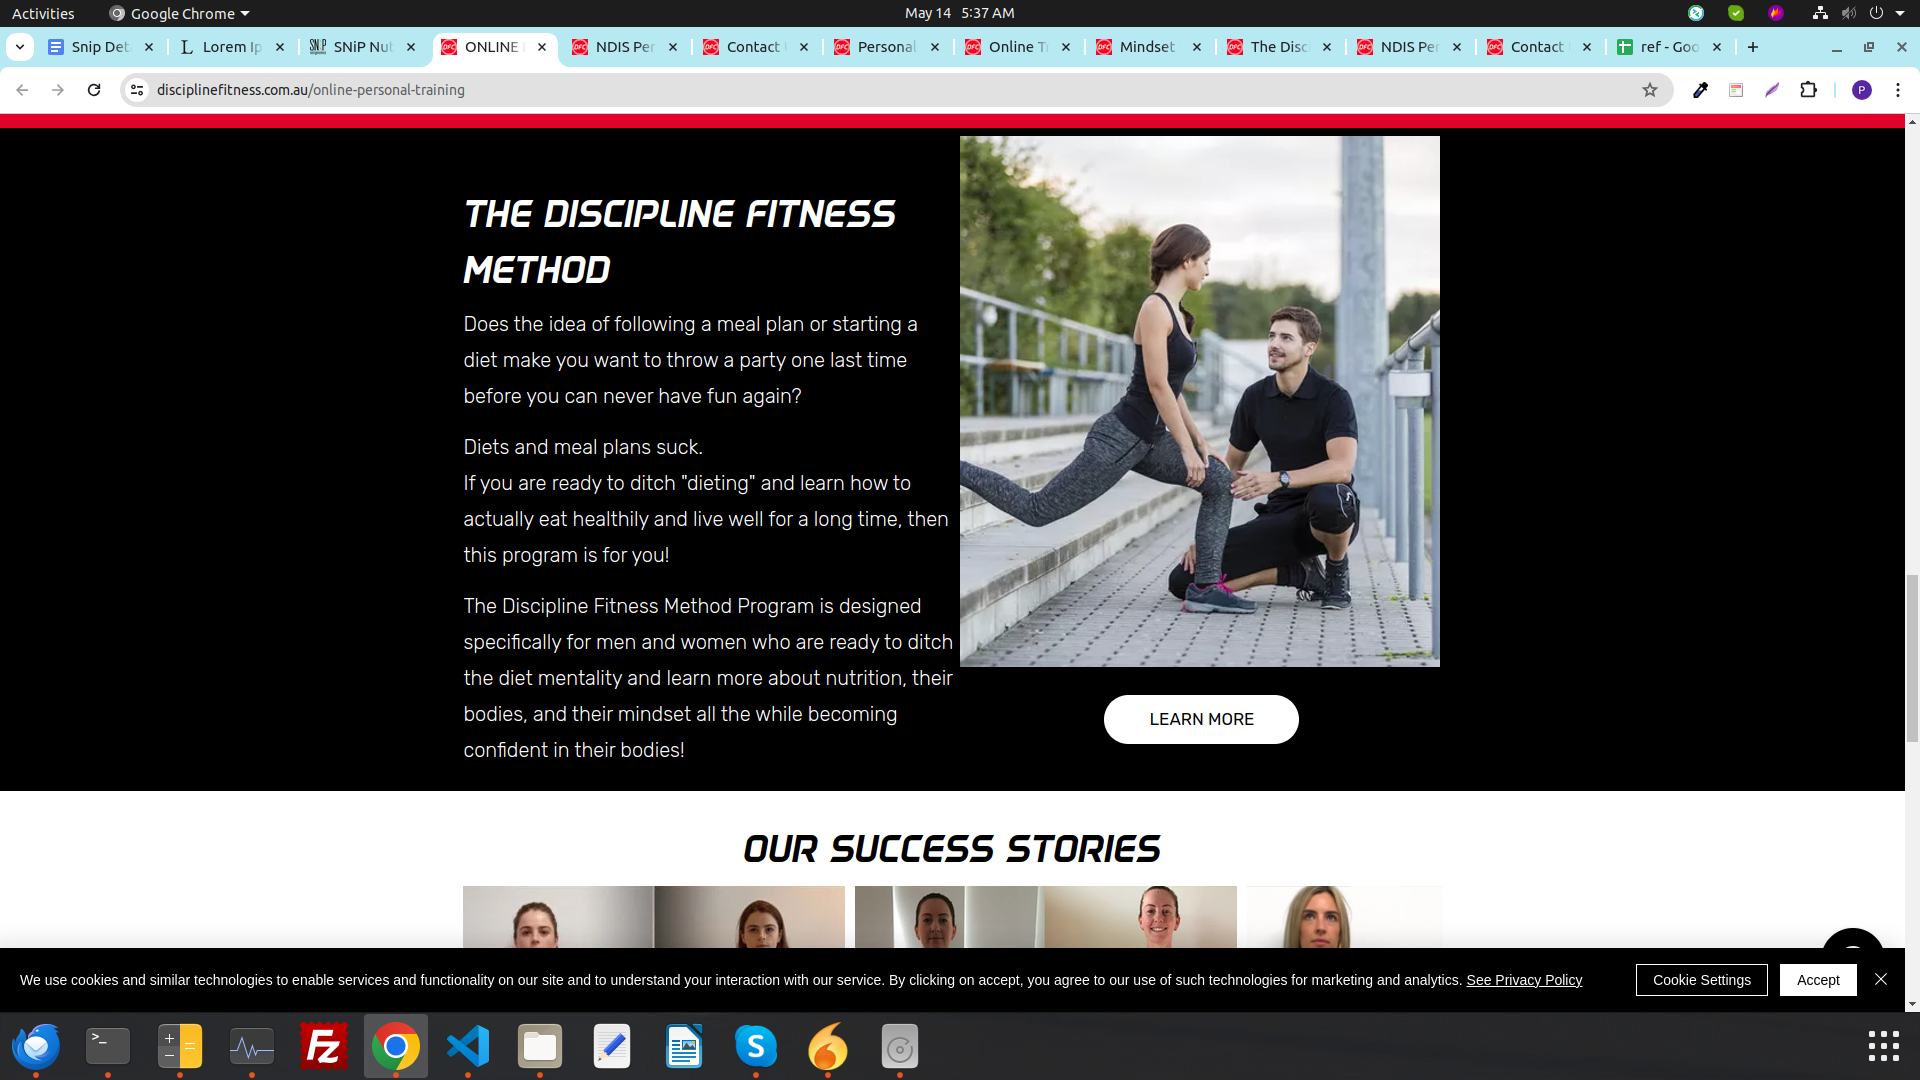 Activities
Google Chrome
May 14 5:37 AM
Snip Det
Lorem Ip
SNiP Nut
ONLINE
NDIS Per
Contact
Personal
Online T
Mindset
The Disc
NDIS Per
Contact
ref - Goo
disciplinefitness.com.au/online-personal-training
P
THE DISCIPLINE FITNESS
METHOD
Does the idea of following a meal plan or starting a
diet make you want to throw a party one last time
before you can never have fun again?
Diets and meal plans suck.
If you are ready to ditch "dieting" and learn how to
actually eat healthily and live well for a long time, then
this program is for you!
The Discipline Fitness Method Program is designed
specifically for men and women who are ready to ditch
the diet mentality and learn more about nutrition, their
bodies, and their mindset all the while becoming
confident in their bodies!
LEARN MORE
OUR SUCCESS STORIES
We use cookies and similar technologies to enable services and functionality on our site and to understand your interaction with our service. By clicking on accept, you agree to our use of such technologies for marketing and analytics. See Privacy Policy
Cookie Settings
Accept